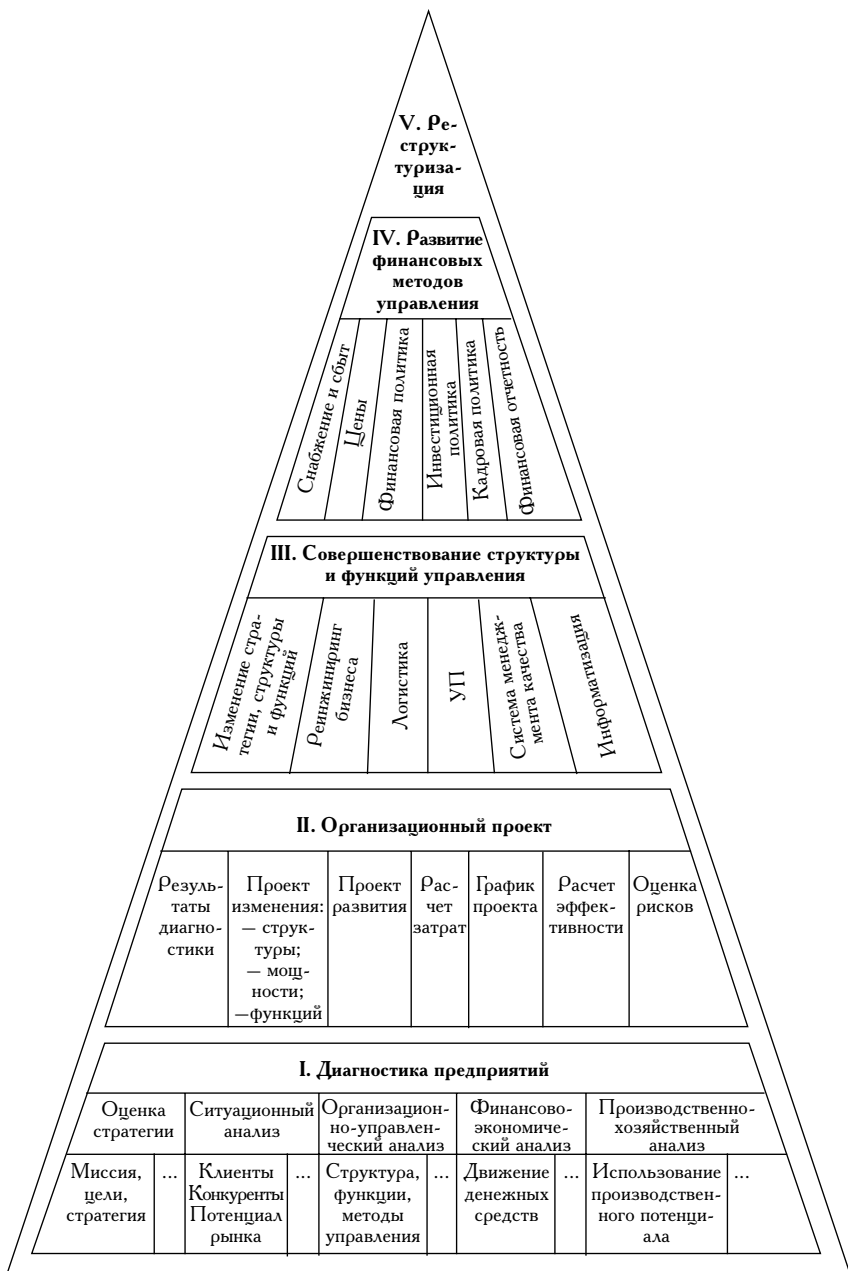 V. Ре-
струк-
туриза-
ция
IV. Развитие
финансовых
методов
управления
Снабжение и сбыт
Цены
Финансовая политика
Инвестиционная
политика
Кадровая политика
Финансовая отчетность
III. Совершенствование структуры
и функций управления
Изменение стра-
тегии, структуры
и функций
Реинжиниринг
бизнеса
Логистика
УП
Система менедж-
мента качества
Информатизация
II. Организационный проект
Резуль-
таты
диагно-
стики
Проект
изменения:
— струк-
туры;
— мощ-
ности;
—функций
Проект
развития
Рас-
чет
затрат
График
проекта
Расчет
эффек-
тивности
Оценка
рисков
I. Диагностика предприятий
Оценка
стратегии
Ситуационный
анализ
Организацион-
но-управлен-
ческий анализ
Финансово-
экономиче-
ский анализ
Производственно-
хозяйственный
анализ
Миссия,
цели,
стратегия
...
Клиенты
Конкуренты
Потенциал
рынка
...
Структура,
функции,
методы
управления
...
Движение
денежных
средств
...
Использование
производствен-
ного потенци-
ала
...